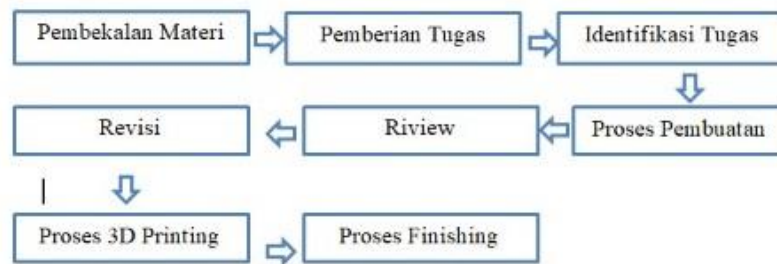 Pembekalan Materi
Pemberian Tugas
Identifikasi Tugas
Proses Pembuatan
Riview
Revisi
Proses 3D Printing
Proses Finishing